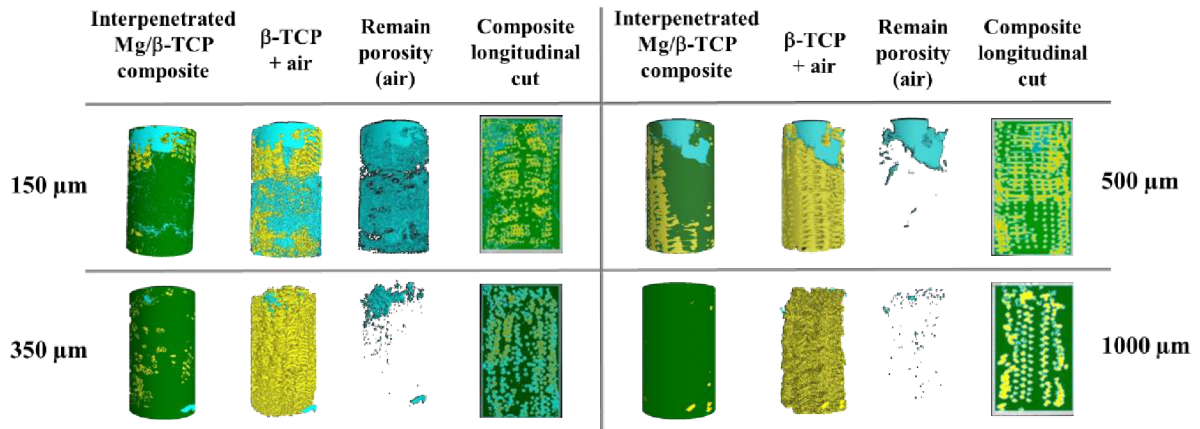 Interpenetrated
Mg/β-TCP
composite
β-TCP
+ air
Remain
porosity
(air)
Composite
longitudinal
cut
Interpenetrated
Mg/β-TCP
composite
β-TCP
+ air
Remain
porosity
(air)
Composite
longitudinal
cut
150 µm
500 µm
350 µm
1000 µm